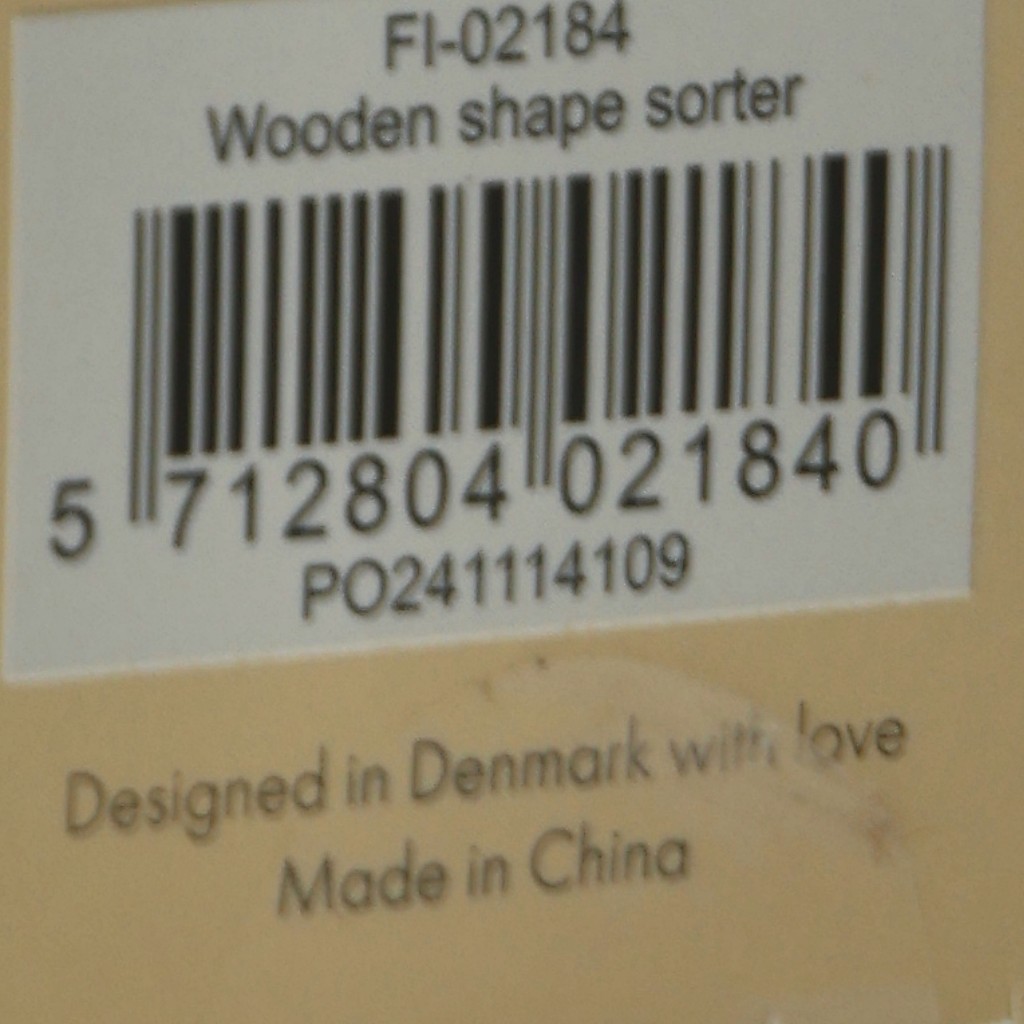 FI-02184
Wooden shape sorter
5 712804 021840
PO241114109
Designed in Denmark with love
Made in China